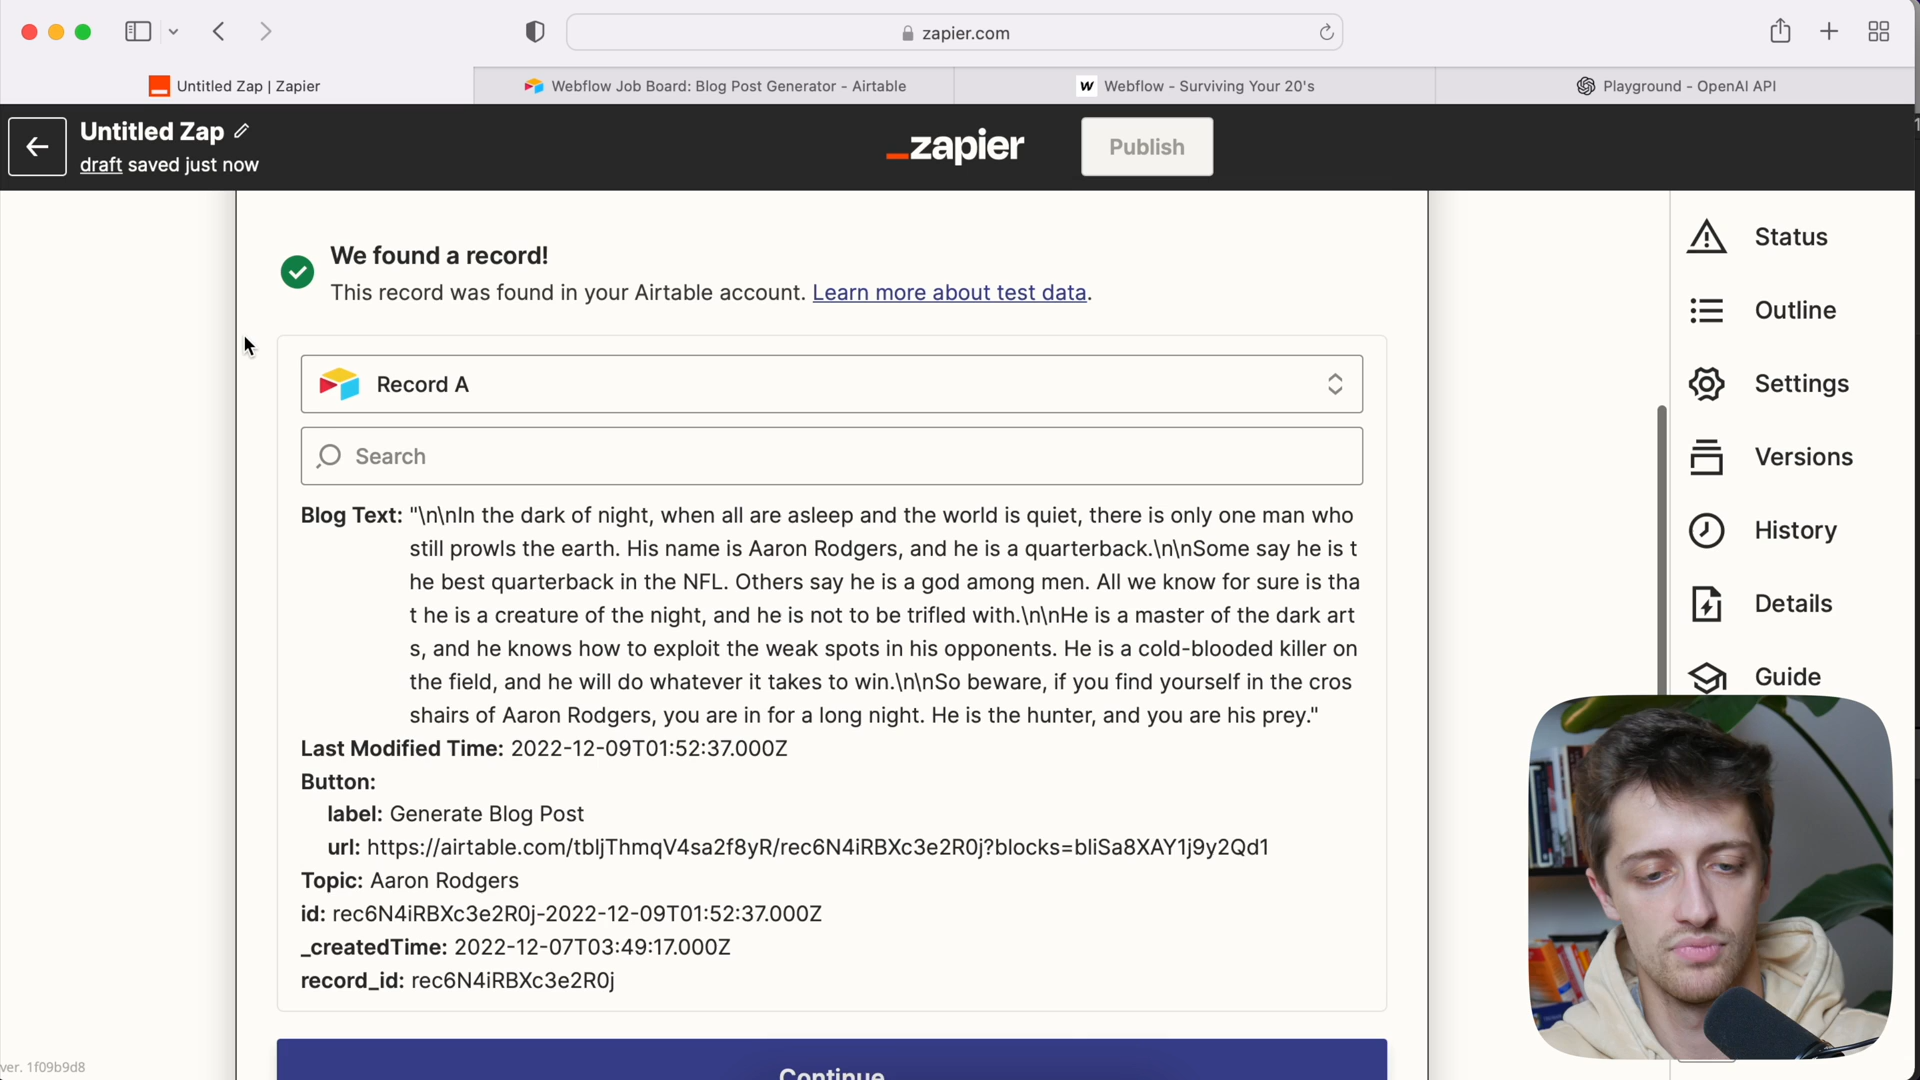 zapier.com
Untitled Zap | Zapier
Webflow Job Board: Blog Post Generator - Airtable
W Webflow - Surviving Your 20's
Playground - OpenAI API
Untitled Zap
draft saved just now
_zapier
Publish
We found a record!
This record was found in your Airtable account. Learn more about test data.
Record A
Search
Blog Text: "\n\nIn the dark of night, when all are asleep and the world is quiet, there is only one man who
still prowls the earth. His name is Aaron Rodgers, and he is a quarterback.\n\nSome say he is t
he best quarterback in the NFL. Others say he is a god among men. All we know for sure is tha
t he is a creature of the night, and he is not to be trifled with.\n\nHe is a master of the dark art
s, and he knows how to exploit the weak spots in his opponents. He is a cold-blooded killer on
the field, and he will do whatever it takes to win.\n\nSo beware, if you find yourself in the cros
shairs of Aaron Rodgers, you are in for a long night. He is the hunter, and you are his prey."
Last Modified Time: 2022-12-09T01:52:37.000Z
Button:
label: Generate Blog Post
url: https://airtable.com/tbljThmqV4sa2f8yR/rec6N4iRBXc3e2R0j?blocks=bliSa8XAY1j9y2Qd1
Topic: Aaron Rodgers
id: rec6N4iRBXc3e2R0j-2022-12-09T01:52:37.000Z
_createdTime: 2022-12-07T03:49:17.000Z
record_id: rec6N4iRBXc3e2R0j
Continue
Status
Outline
Settings
Versions
History
Details
Guide
ver. 1f09b9d8